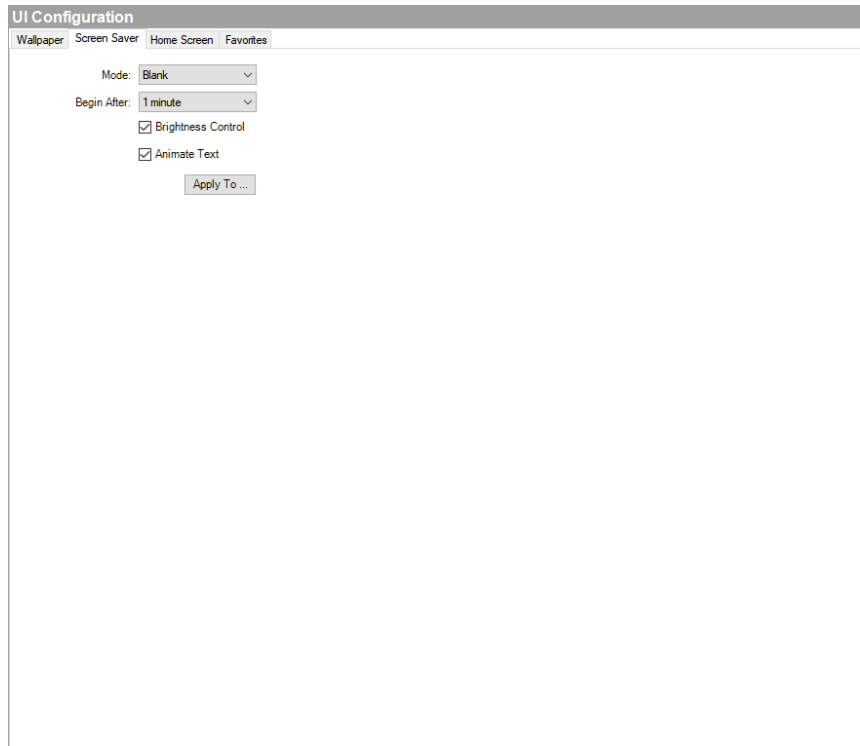 UI Configuration
Wallpaper Screen Saver Home Screen Favorites
Mode: Blank
Begin After: 1 minute
Brightness Control
Animate Text
Apply To ...